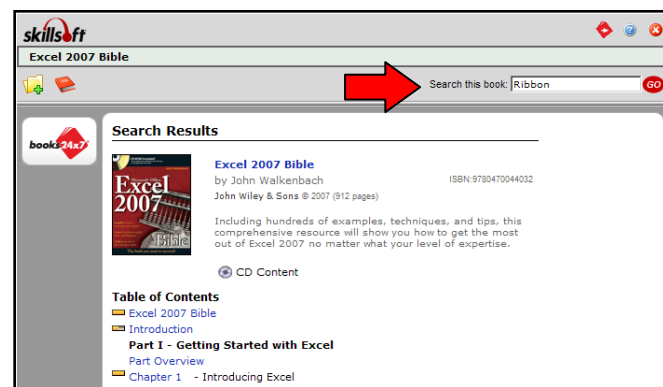 skillsoft
Excel 2007 Bible
Search this book: Ribbon GO
books24x7
Search Results
Excel
2007
Bible
Excel 2007 Bible
by John Walkenbach ISBN:9780470044032
John Wiley & Sons © 2007 (912 pages)
Including hundreds of examples, techniques, and tips, this
comprehensive resource will show you how to get the most
out of Excel 2007 no matter what your level of expertise.
CD Content
Table of Contents
Excel 2007 Bible
Introduction
Part I - Getting Started with Excel
Part Overview
Chapter 1 - Introducing Excel